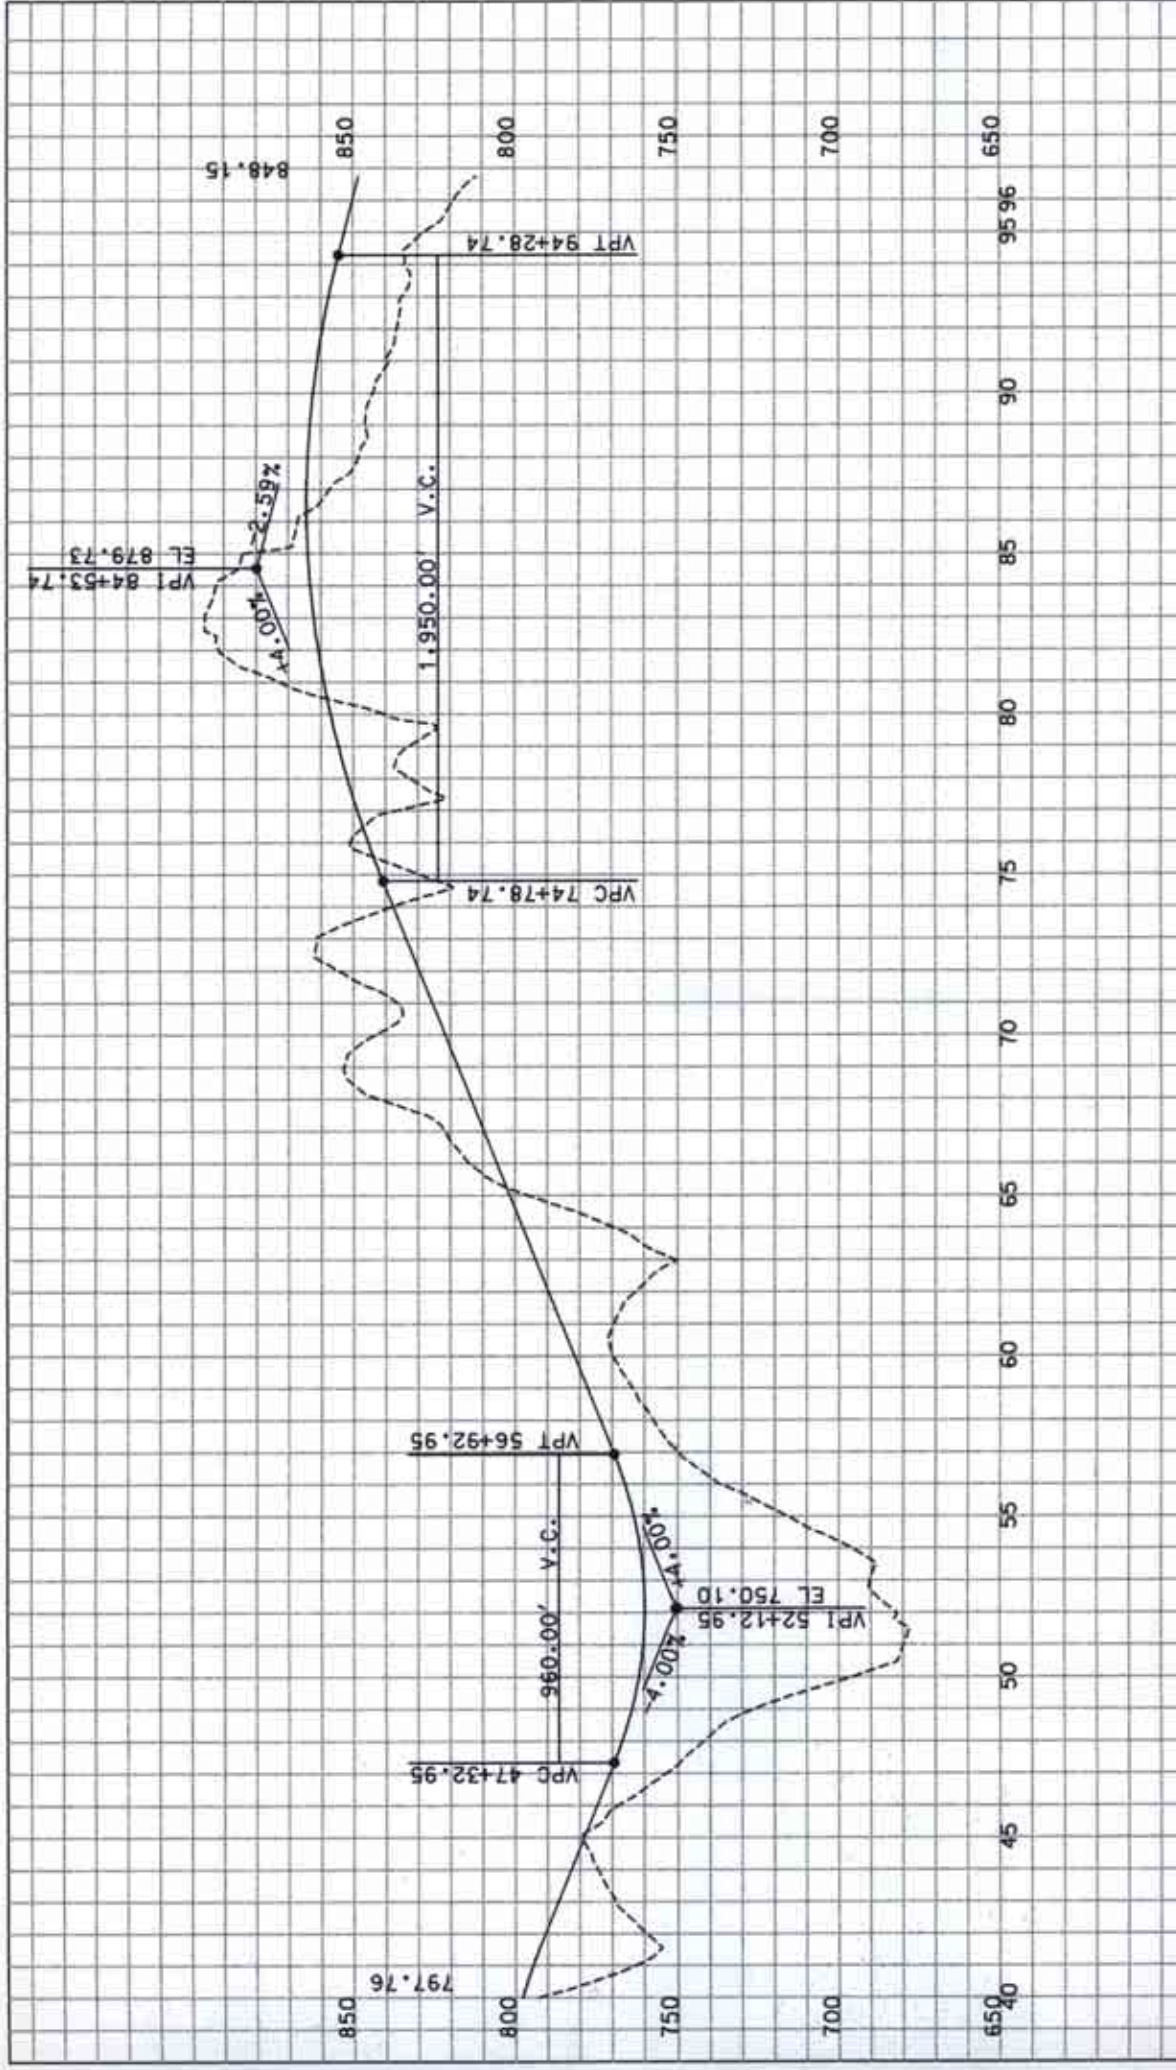 797.76
VPC 47+32.95
960.00' V.C.
VPT 56+92.95
-4.00%
+4.00%
VPI 52+12.95
EL 750.10
VPC 74+78.74
1,950.00' V.C.
VPT 94+28.74
+4.00%
-2.59%
VPI 84+53.74
EL 879.73
848.15
850
800
750
700
650
850
800
750
700
650
40 45 50 55 60 65 70 75 80 85 90 95 96